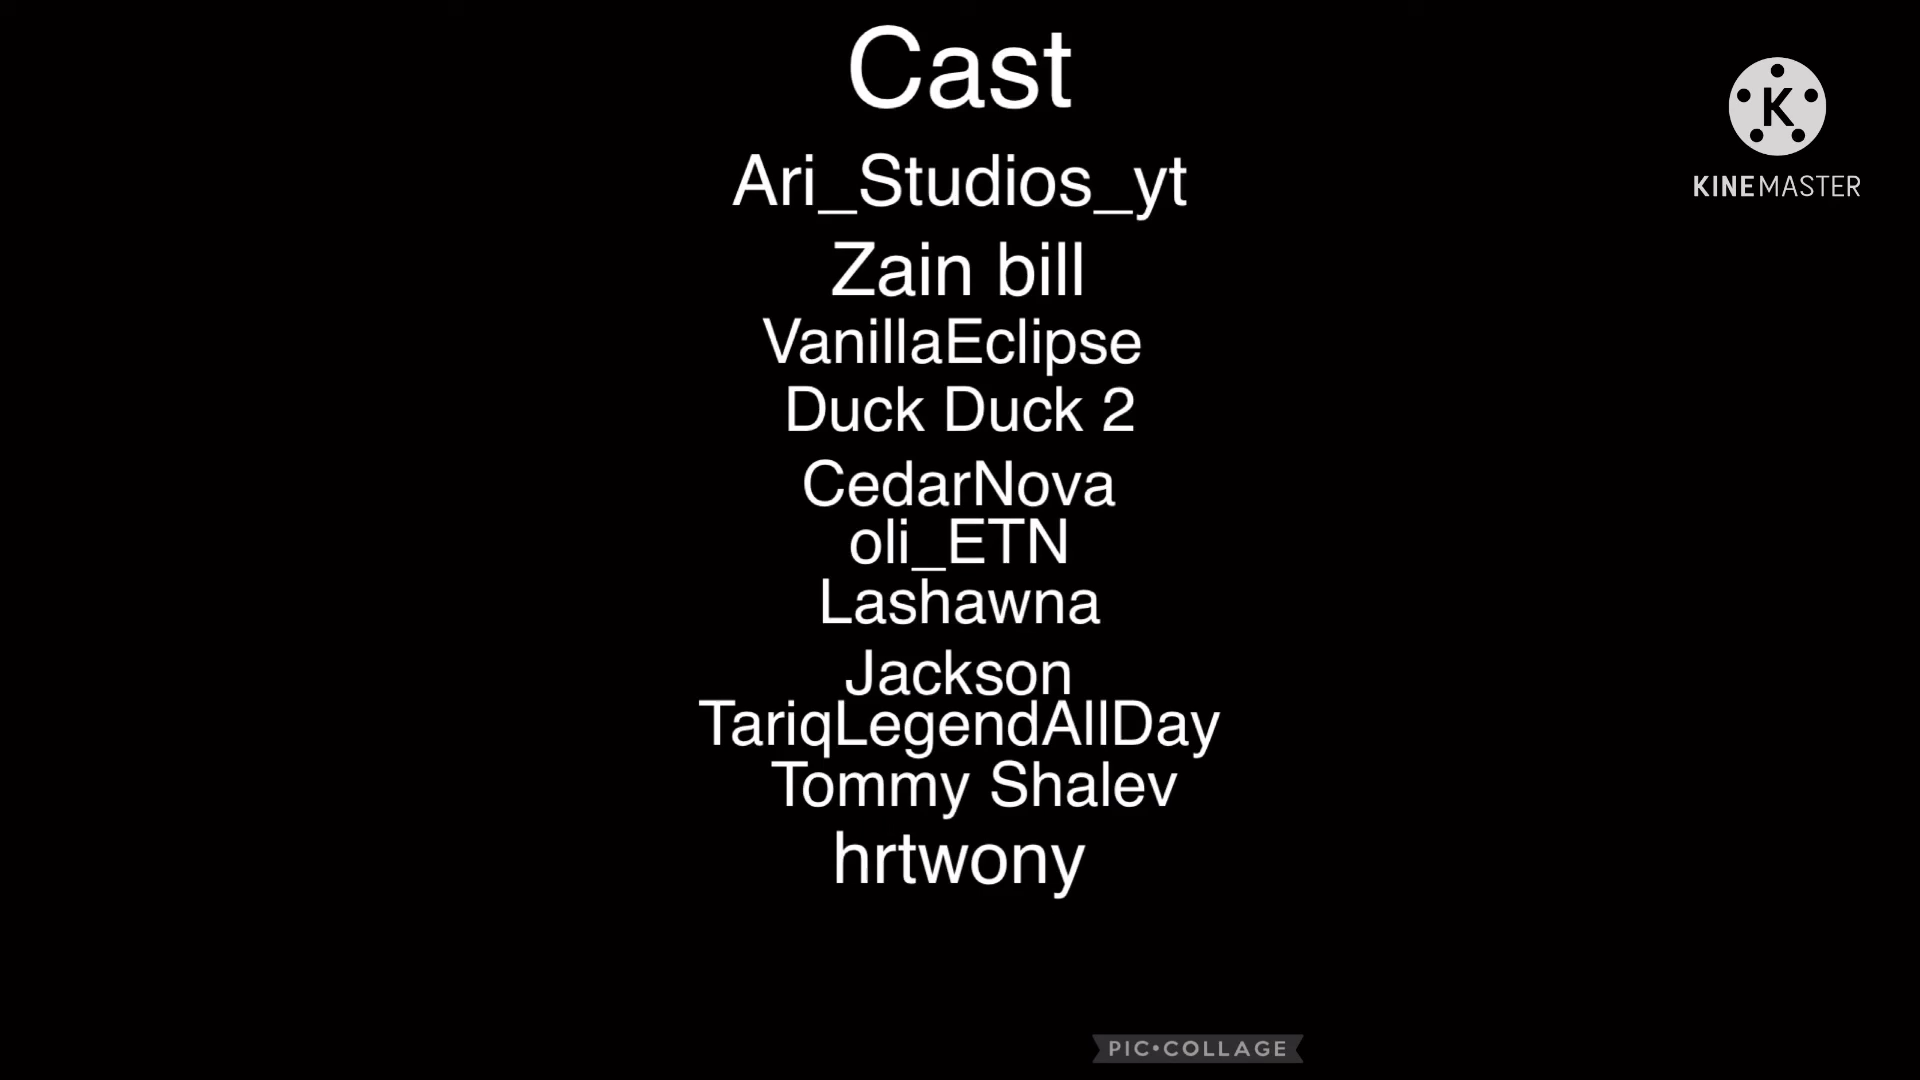 Cast
K
KINEMASTER
Ari_Studios_yt
Zain bill
VanillaEclipse
Duck Duck 2
CedarNova
oli_ETN
Lashawna
Jackson
TariqLegendAllDay
Tommy Shalev
hrtwony
PIC•COLLAGE